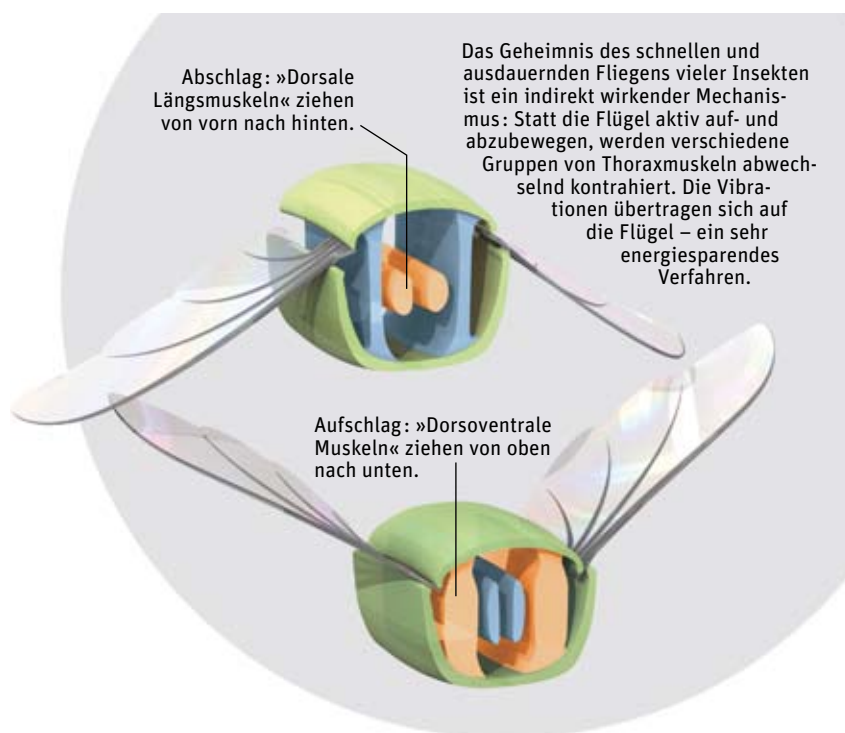 Abschlag: »Dorsale
Längsmuskeln« ziehen
von vorn nach hinten.
Das Geheimnis des schnellen und
ausdauernden Fliegens vieler Insekten
ist ein indirekt wirkender Mechanis-
mus: Statt die Flügel aktiv auf- und
abzubewegen, werden verschiedene
Gruppen von Thoraxmuskeln abwech-
selnd kontrahiert. Die Vibra-
tionen übertragen sich auf
die Flügel – ein sehr
energiesparendes
Verfahren.
Aufschlag: »Dorsoventrale
Muskeln« ziehen von oben
nach unten.